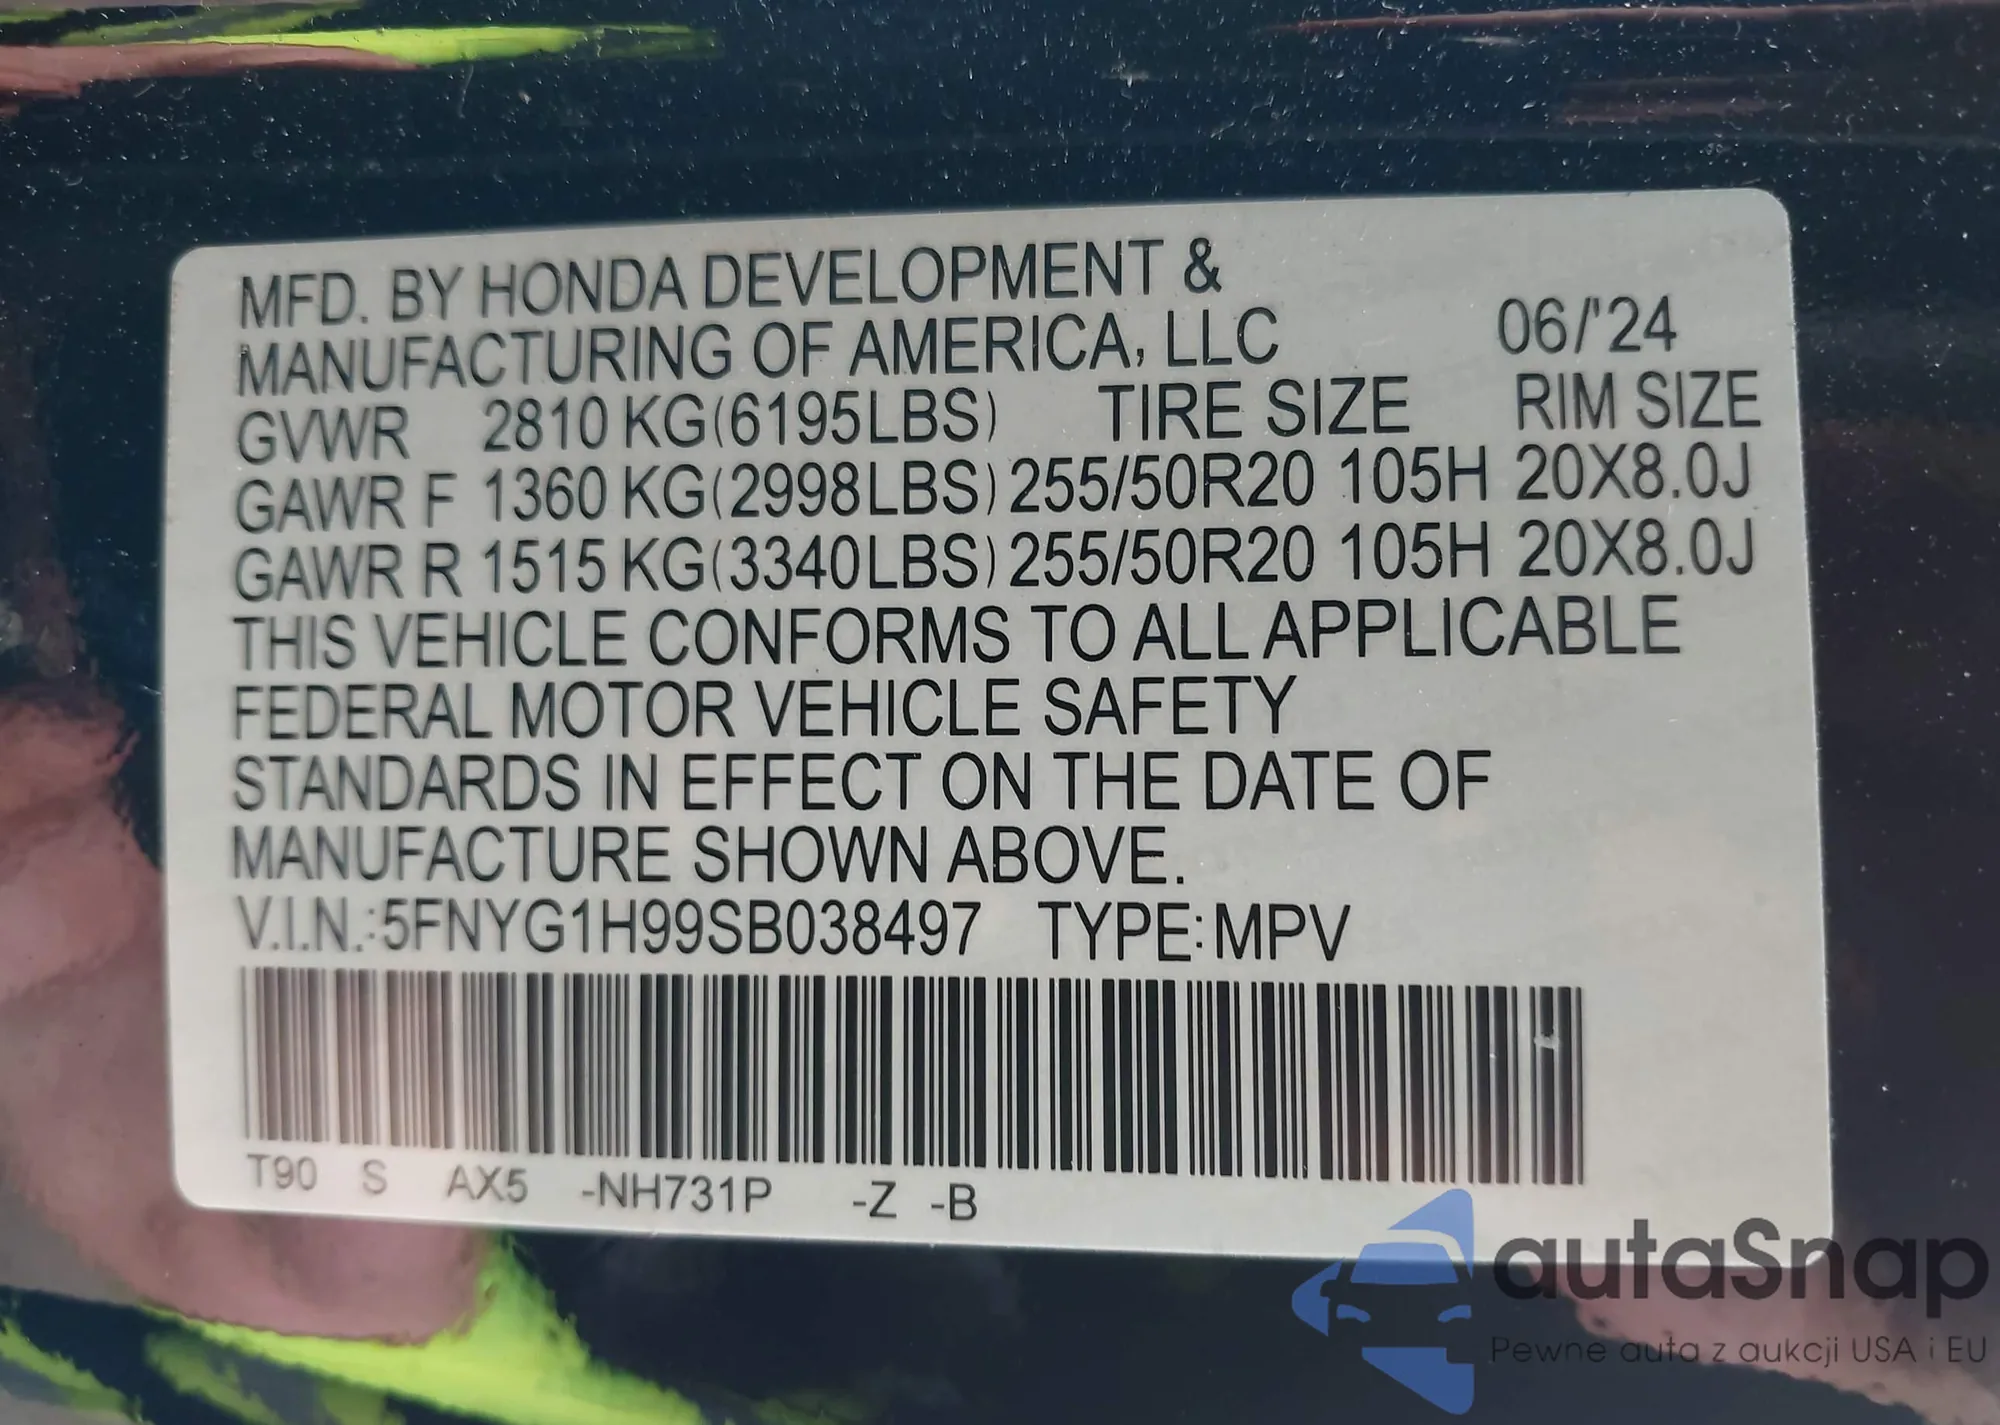 MFD. BY HONDA DEVELOPMENT &
MANUFACTURING OF AMERICA, LLC 06/'24
GVWR 2810 KG(6195LBS) TIRE SIZE RIM SIZE
GAWR F 1360 KG(2998LBS) 255/50R20 105H 20X8.0J
GAWR R 1515 KG(3340LBS) 255/50R20 105H 20X8.0J
THIS VEHICLE CONFORMS TO ALL APPLICABLE
FEDERAL MOTOR VEHICLE SAFETY
STANDARDS IN EFFECT ON THE DATE OF
MANUFACTURE SHOWN ABOVE.
V.I.N.:5FNYG1H99SB038497 TYPE:MPV
T90 S AX5 -NH731P -Z -B
autaSnap
Pewne auta z aukcji USA i EU